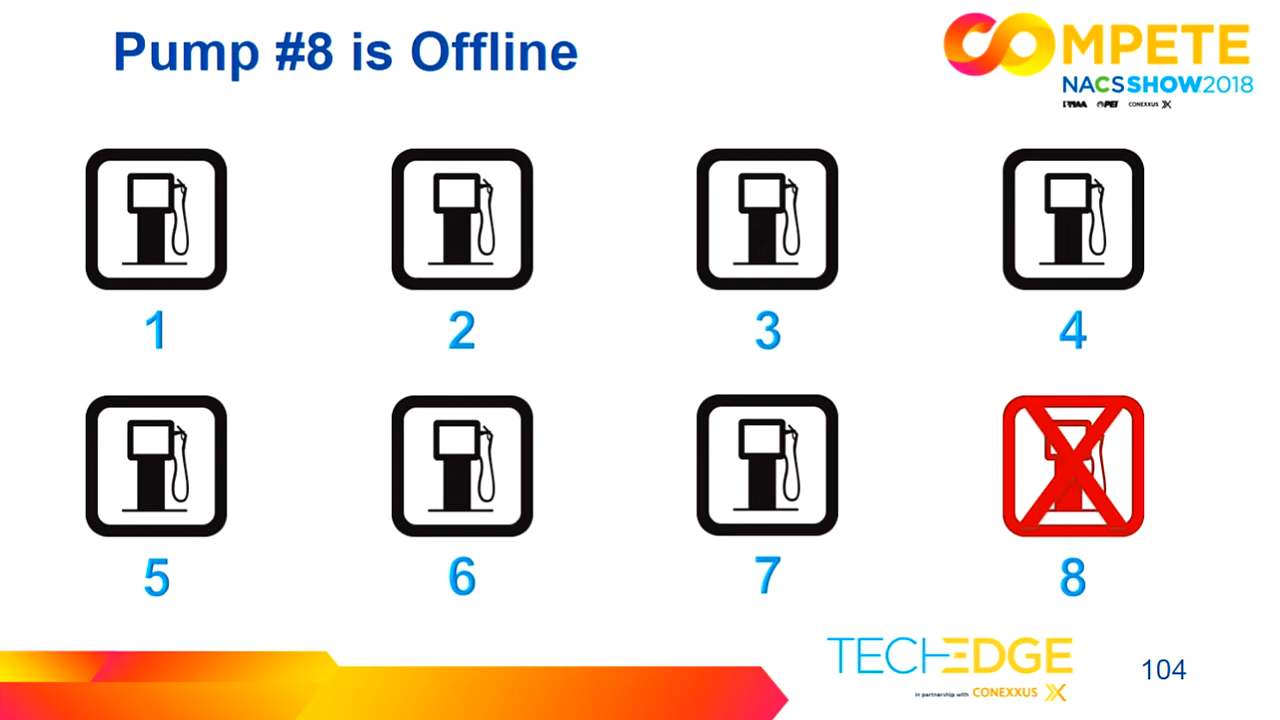 Pump #8 is Offline
COMPETE
NACS SHOW 2018
PEI CONEXXUS
1 2 3 4
5 6 7 8
TECHEDGE
in partnership with CONEXXUS
104